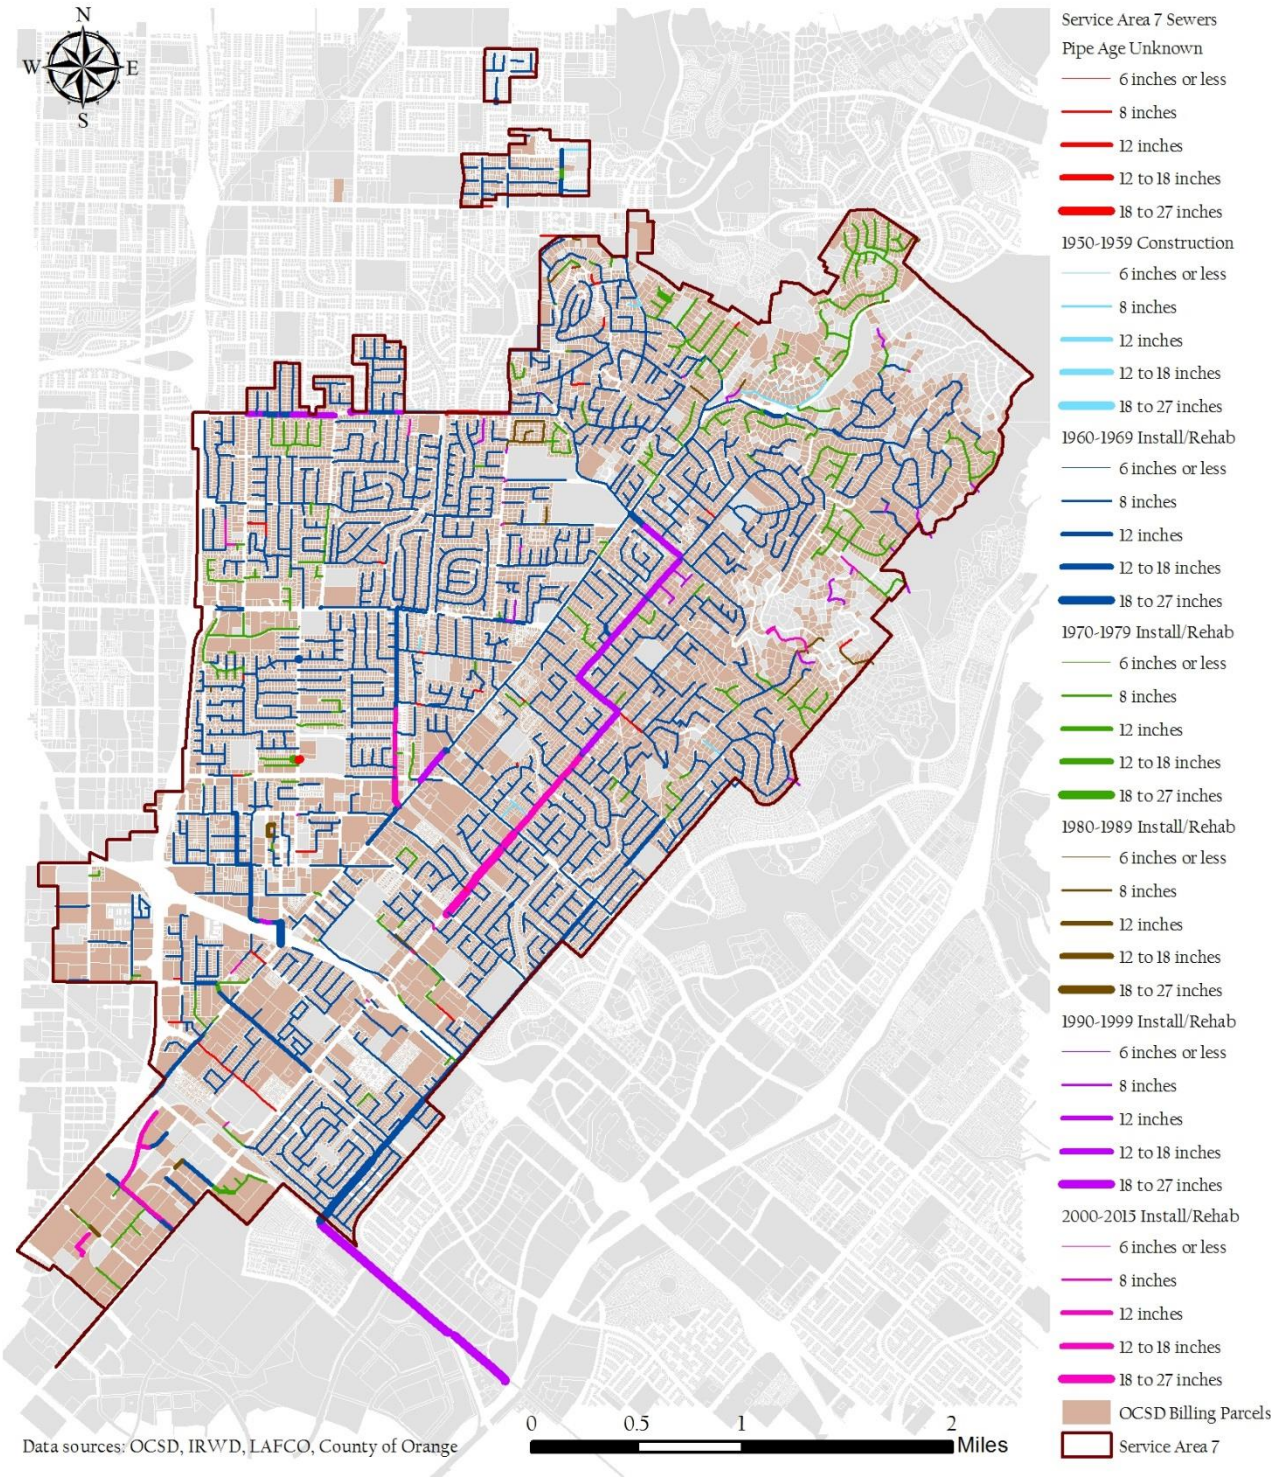 N
W E
S
Service Area 7 Sewers
Pipe Age Unknown
6 inches or less
8 inches
12 inches
12 to 18 inches
18 to 27 inches
1950-1959 Construction
6 inches or less
8 inches
12 inches
12 to 18 inches
18 to 27 inches
1960-1969 Install/Rehab
6 inches or less
8 inches
12 inches
12 to 18 inches
18 to 27 inches
1970-1979 Install/Rehab
6 inches or less
8 inches
12 inches
12 to 18 inches
18 to 27 inches
1980-1989 Install/Rehab
6 inches or less
8 inches
12 inches
12 to 18 inches
18 to 27 inches
1990-1999 Install/Rehab
6 inches or less
8 inches
12 inches
12 to 18 inches
18 to 27 inches
2000-2015 Install/Rehab
6 inches or less
8 inches
12 inches
12 to 18 inches
18 to 27 inches
OCSD Billing Parcels
Service Area 7
0 0.5 1 2
Miles
Data sources: OCSD, IRWD, LAFCO, County of Orange